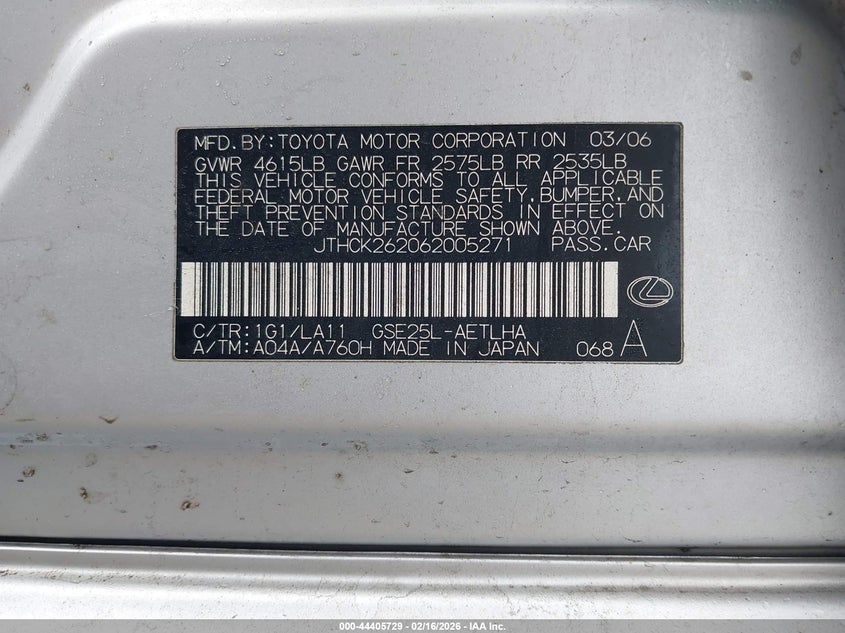 MFD.BY:TOYOTA MOTOR CORPORATION 03/06
GVWR 4615LB GAWR FR 2575LB RR 2535LB
THIS VEHICLE CONFORMS TO ALL APPLICABLE
FEDERAL MOTOR VEHICLE SAFETY,BUMPER,AND
THEFT PREVENTION STANDARDS IN EFFECT ON
THE DATE OF MANUFACTURE SHOWN ABOVE.
JTHCK262062005271 PASS.CAR
C/TR:1G1/LA11 GSE25L-AETLHA
A/TM:A04A/A760H MADE IN JAPAN 068 A
000-44405729 - 02/16/2026 - IAA Inc.